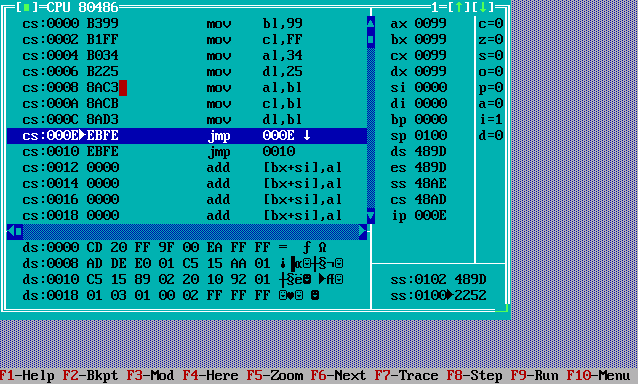 [■]=CPU 80486 1=[↑][↓]
cs:0000 B399 mov bl,99 ax 0099 c=0
cs:0002 B1FF mov cl,FF bx 0099 z=0
cs:0004 B034 mov al,34 cx 0099 s=0
cs:0006 B225 mov dl,25 dx 0099 o=0
cs:0008 8AC3 mov al,bl si 0000 p=0
cs:000A 8ACB mov cl,bl di 0000 a=0
cs:000C 8AD3 mov dl,bl bp 0000 i=1
cs:000E►EBFE jmp 000E ↓ sp 0100 d=0
cs:0010 EBFE jmp 0010 ds 489D
cs:0012 0000 add [bx+si],al es 489D
cs:0014 0000 add [bx+si],al ss 48AE
cs:0016 0000 add [bx+si],al cs 48AD
cs:0018 0000 add [bx+si],al ip 000E
ds:0000 CD 20 FF 9F 00 EA FF FF = ƒ Ω
ds:0008 AD DE E0 01 C5 15 AA 01 ¡▐α☺┼§¬☺
ds:0010 C5 15 89 02 20 10 92 01 ┼§ë☻ ►Æ☺ ss:0102 489D
ds:0018 01 03 01 00 02 FF FF FF ☺♥☺ ☻ ss:0100►2252
F1-Help F2-Bkpt F3-Mod F4-Here F5-Zoom F6-Next F7-Trace F8-Step F9-Run F10-Menu